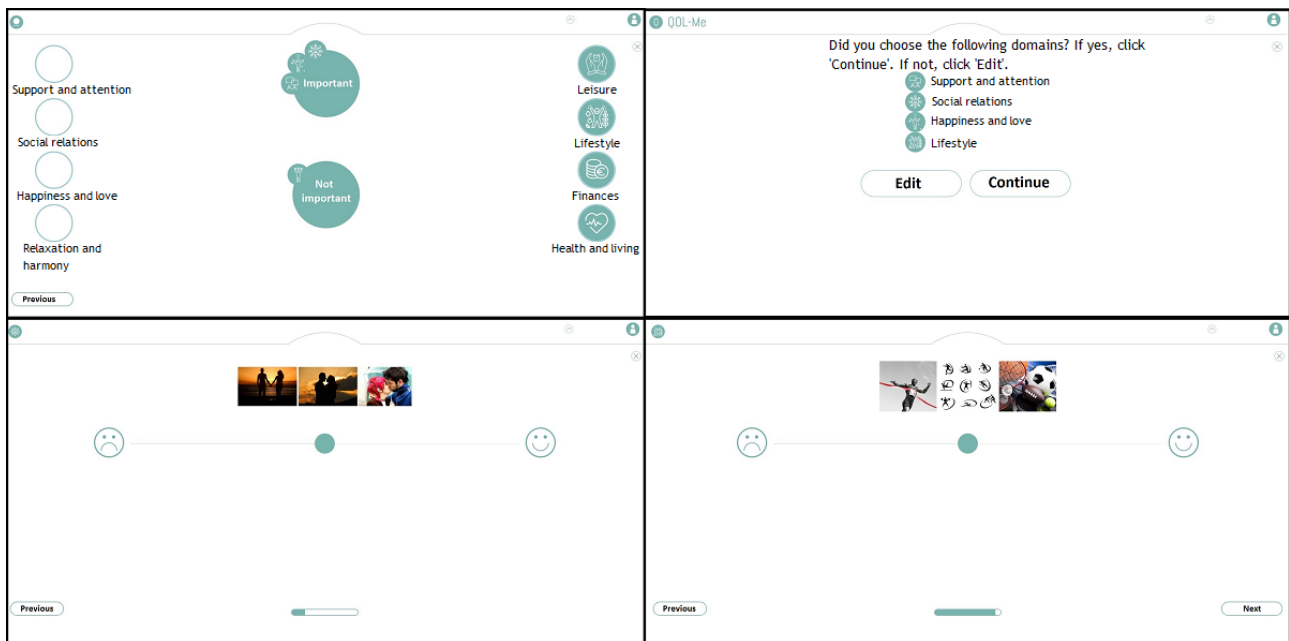 Support and attention
Social relations
Happiness and love
Relaxation and
harmony
Important
Not
important
Leisure
Lifestyle
Finances
Health and living
Previous
QOL-Me
Did you choose the following domains? If yes, click
'Continue'. If not, click 'Edit'.
Support and attention
Social relations
Happiness and love
Lifestyle
Edit
Continue
Previous
Previous
Next